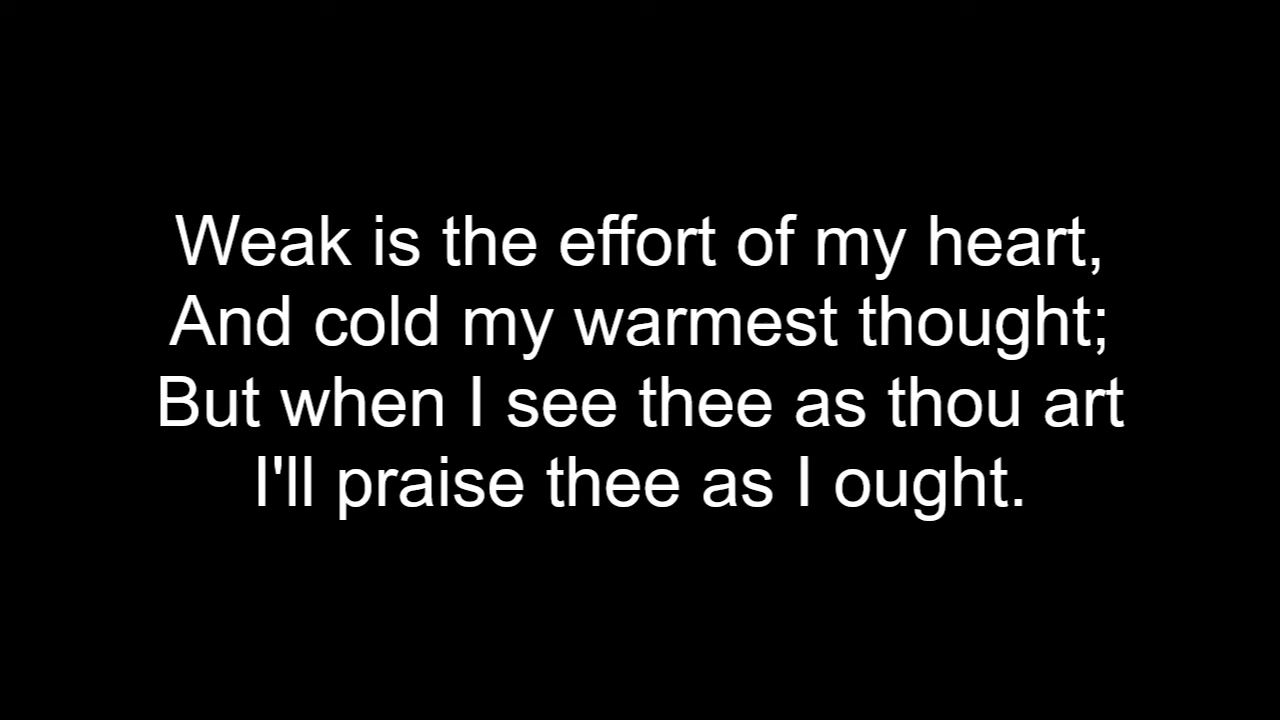 Weak is the effort of my heart,
And cold my warmest thought;
But when I see thee as thou art
I'll praise thee as I ought.